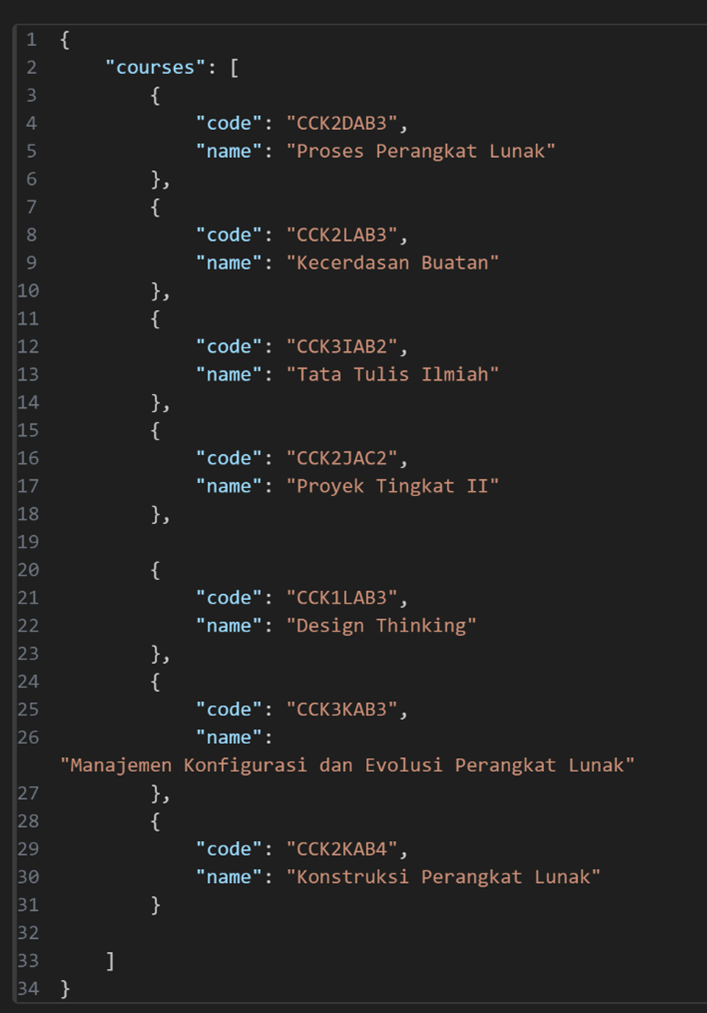 1 {
2     "courses": [
3         {
4             "code": "CCK2DAB3",
5             "name": "Proses Perangkat Lunak"
6         },
7         {
8             "code": "CCK2LAB3",
9             "name": "Kecerdasan Buatan"
10         },
11         {
12             "code": "CCK3IAB2",
13             "name": "Tata Tulis Ilmiah"
14         },
15         {
16             "code": "CCK2JAC2",
17             "name": "Proyek Tingkat II"
18         },
19
20         {
21             "code": "CCK1LAB3",
22             "name": "Design Thinking"
23         },
24         {
25             "code": "CCK3KAB3",
26             "name":
"Manajemen Konfigurasi dan Evolusi Perangkat Lunak"
27         },
28         {
29             "code": "CCK2KAB4",
30             "name": "Konstruksi Perangkat Lunak"
31         }
32
33     ]
34 }